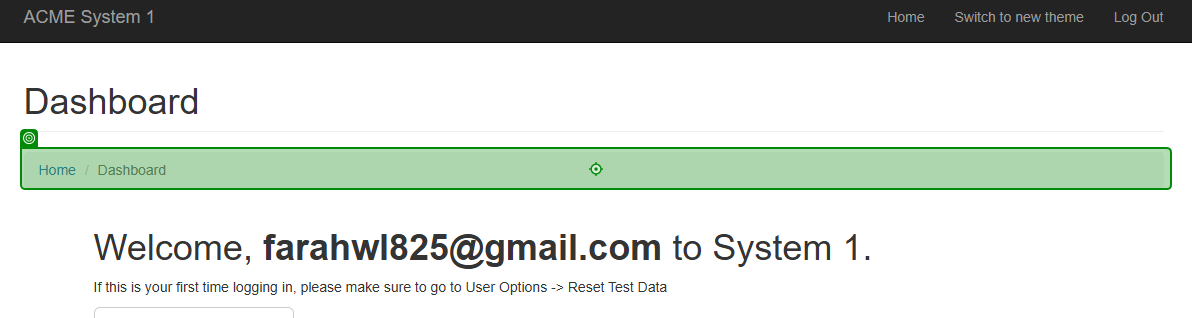 ACME System 1 Home Switch to new theme Log Out
Dashboard
Home / Dashboard
Welcome, farahwl825@gmail.com to System 1.
If this is your first time logging in, please make sure to go to User Options -> Reset Test Data